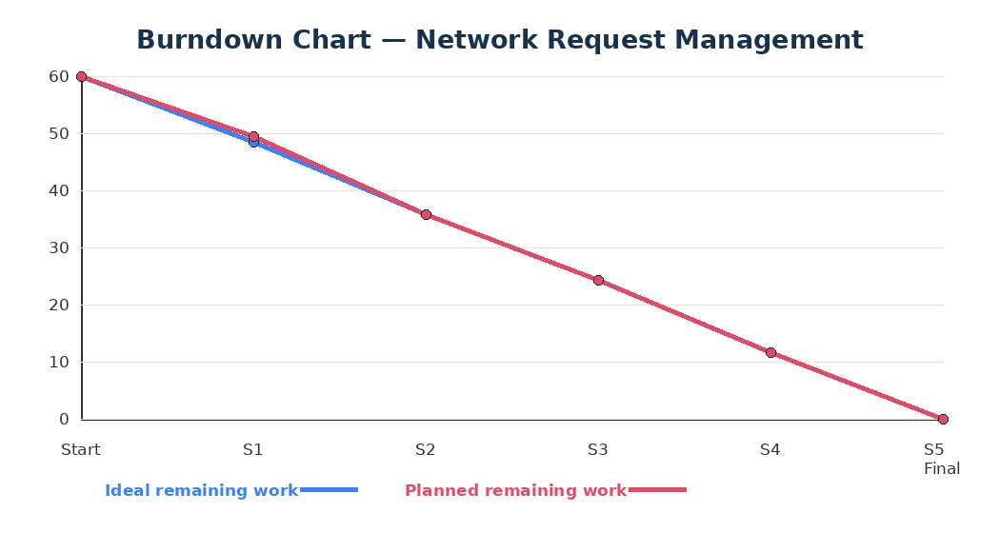 Burndown Chart — Network Request Management
60
50
40
30
20
10
0
Start S1 S2 S3 S4 S5
Final
Ideal remaining work Planned remaining work